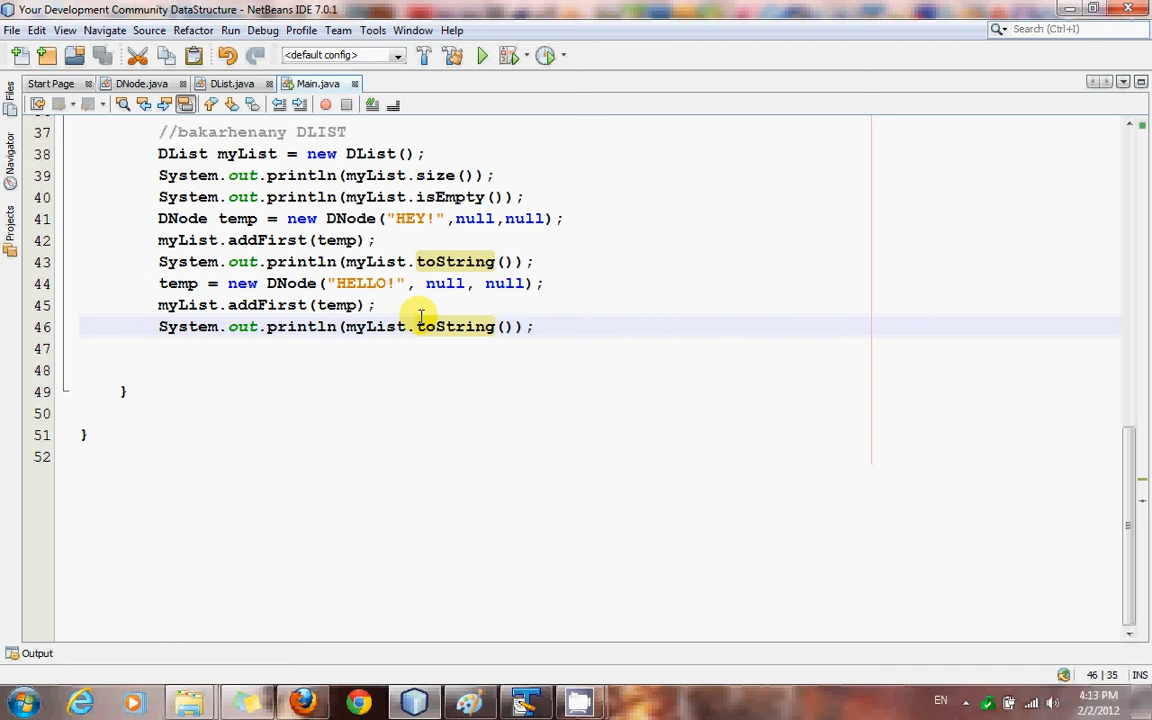 Your Development Community DataStructure - NetBeans IDE 7.0.1
File Edit View Navigate Source Refactor Run Debug Profile Team Tools Window Help
Search (Ctrl+I)
<default config>
Start Page DNode.java DList.java Main.java
Files
Navigator
Projects
37 //bakarhenany DLIST
38 DList myList = new DList();
39 System.out.println(myList.size());
40 System.out.println(myList.isEmpty());
41 DNode temp = new DNode("HEY!",null,null);
42 myList.addFirst(temp);
43 System.out.println(myList.toString());
44 temp = new DNode("HELLO!", null, null);
45 myList.addFirst(temp);
46 System.out.println(myList.toString());
47
48
49 }
50
51 }
52
Output
46 | 35 INS
EN
4:13 PM
2/2/2012